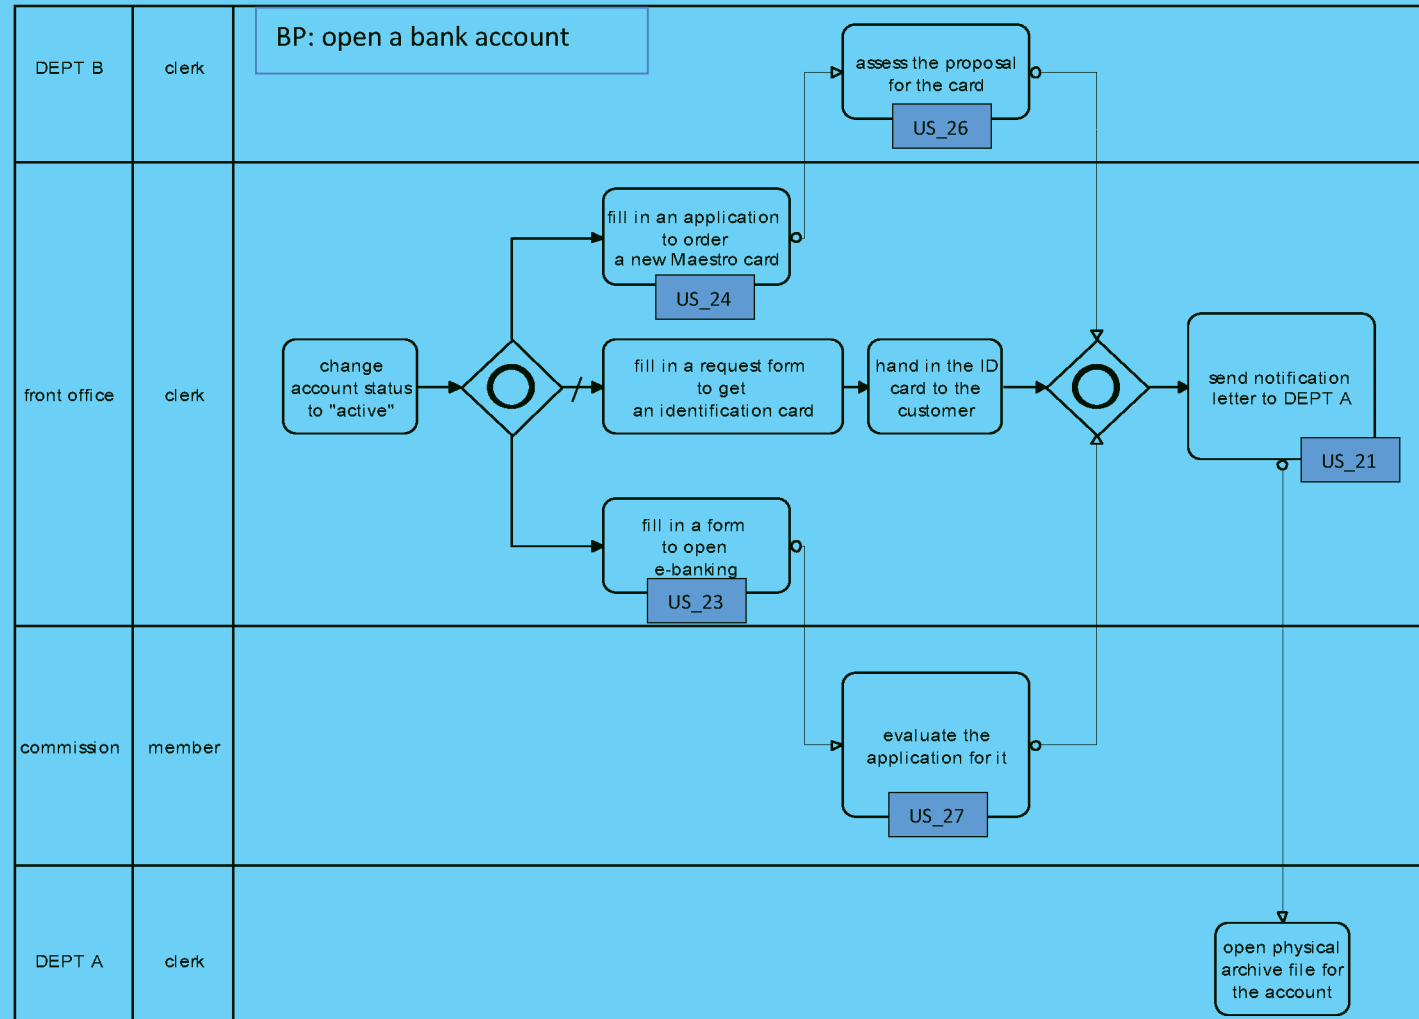 BP: open a bank account
DEPT B
clerk
assess the proposal
for the card
US_26
front office
clerk
fill in an application
to order
a new Maestro card
US_24
change
account status
to "active"
fill in a request form
to get
an identification card
hand in the ID
card to the
customer
send notification
letter to DEPT A
US_21
fill in a form
to open
e-banking
US_23
commission
member
evaluate the
application for it
US_27
DEPT A
clerk
open physical
archive file for
the account